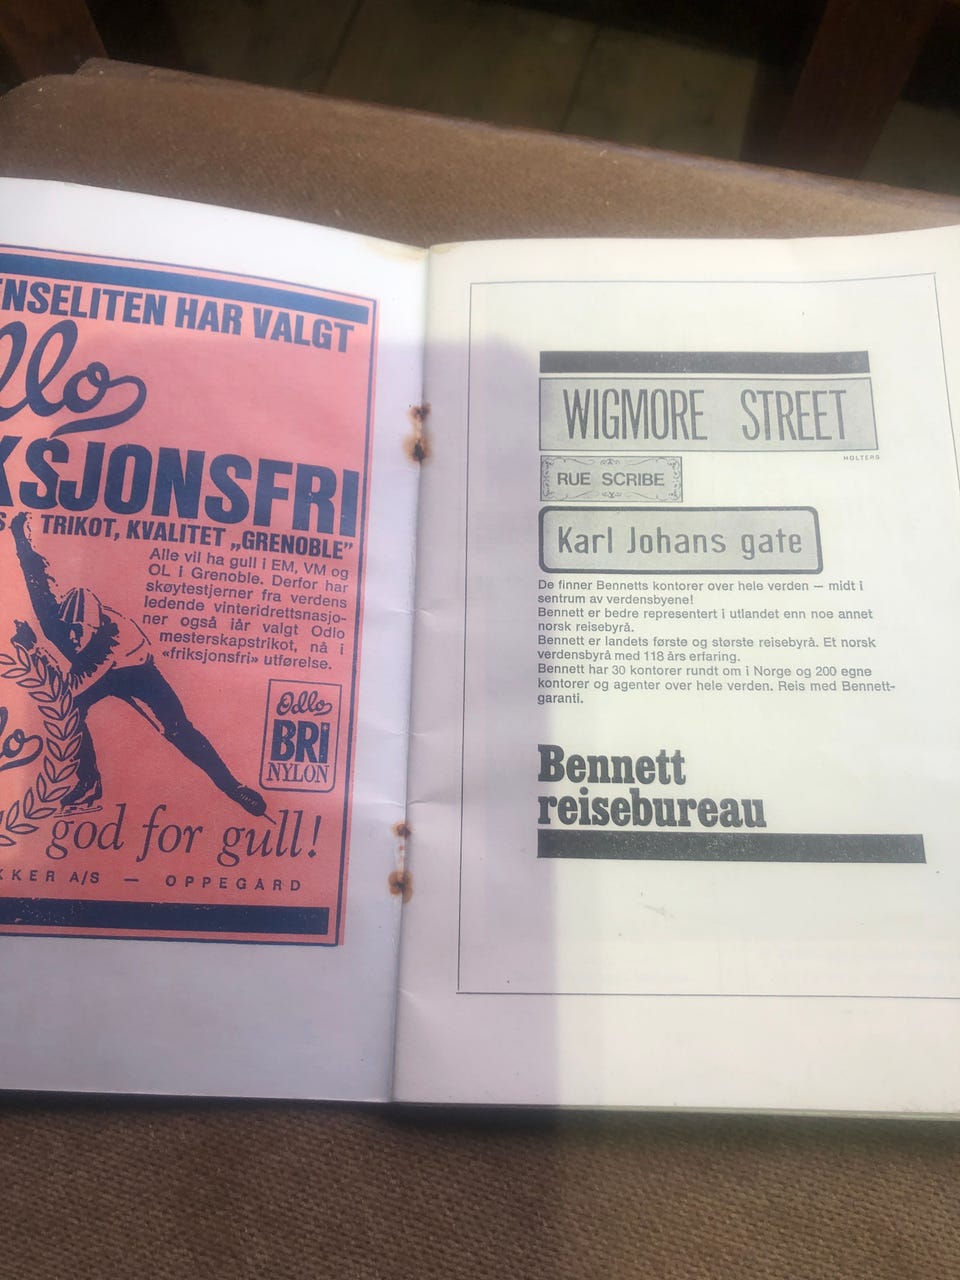 ENSELITEN HAR VALGT
KSJONSFRI
TRIKOT, KVALITET „GRENOBLE”
Alle vil ha gull i EM, VM og
OL i Grenoble. Derfor har
skøytestjerner fra verdens
ledende vinteridrettsnasjo-
ner også iår valgt Odlo
mesterskapstrikot, nå i
«friksjonsfri» utførelse.
Odlo
BRI
NYLON
god for gull!
KKER A/S — OPPEGÅRD
WIGMORE STREET
HOLTERS
RUE SCRIBE
Karl Johans gate
De finner Bennetts kontorer over hele verden — midt i
sentrum av verdensbyene!
Bennett er bedre representert i utlandet enn noe annet
norsk reisebyrå.
Bennett er landets første og største reisebyrå. Et norsk
verdensbyrå med 118 års erfaring.
Bennett har 30 kontorer rundt om i Norge og 200 egne
kontorer og agenter over hele verden. Reis med Bennett-
garanti.
Bennett
reisebureau